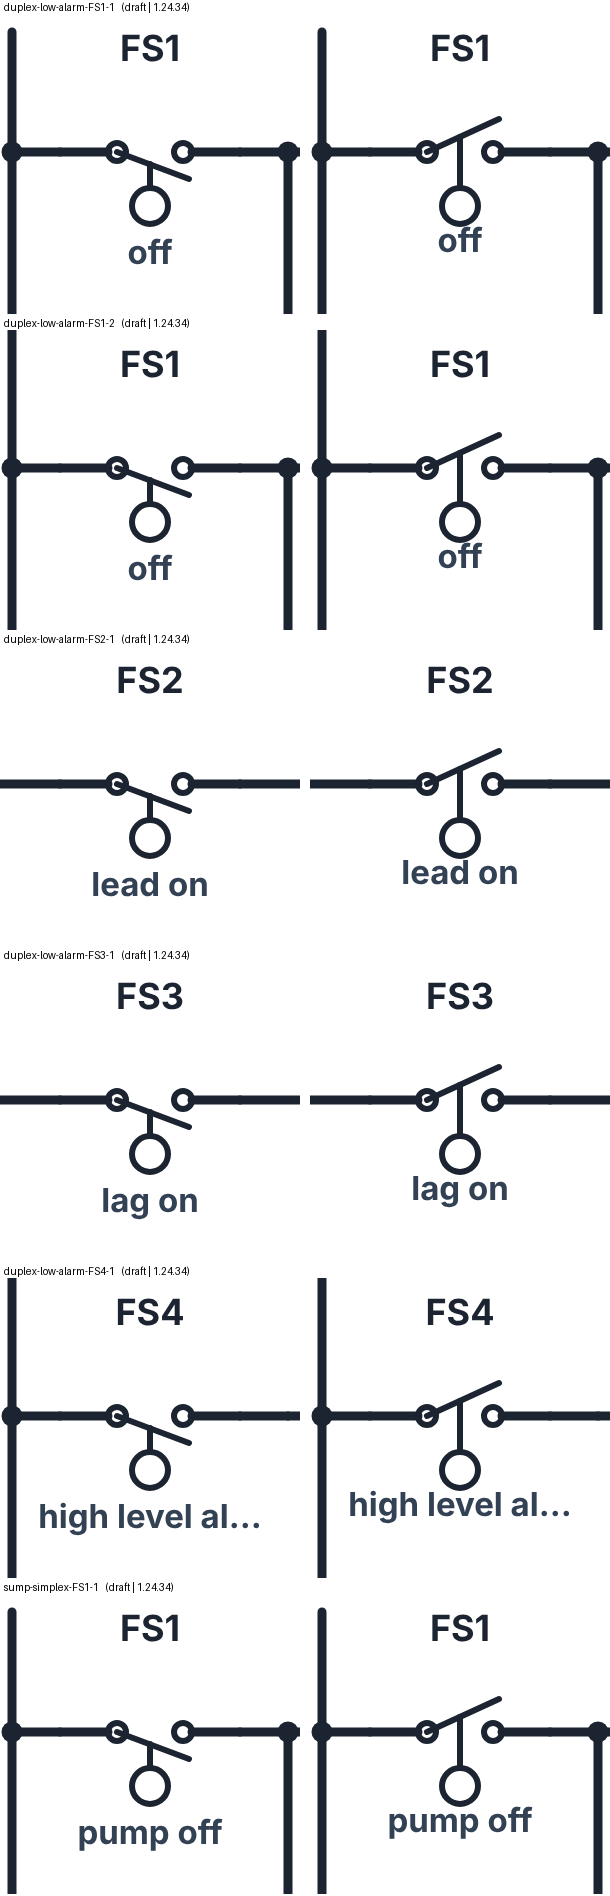 duplex-low-alarm-FS1-1 (draft | 1.24.34)
FS1 FS1
off off
duplex-low-alarm-FS1-2 (draft | 1.24.34)
FS1 FS1
off off
duplex-low-alarm-FS2-1 (draft | 1.24.34)
FS2 FS2
lead on lead on
duplex-low-alarm-FS3-1 (draft | 1.24.34)
FS3 FS3
lag on lag on
duplex-low-alarm-FS4-1 (draft | 1.24.34)
FS4 FS4
high level al... high level al...
sump-simplex-FS1-1 (draft | 1.24.34)
FS1 FS1
pump off pump off